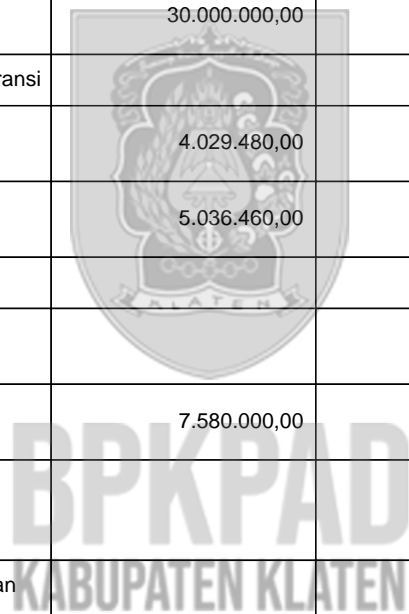 30.000.000,00
ransi
4.029.480,00
5.036.460,00
KLATEN
7.580.000,00
BPKPAD
an
KABUPATEN KLATEN